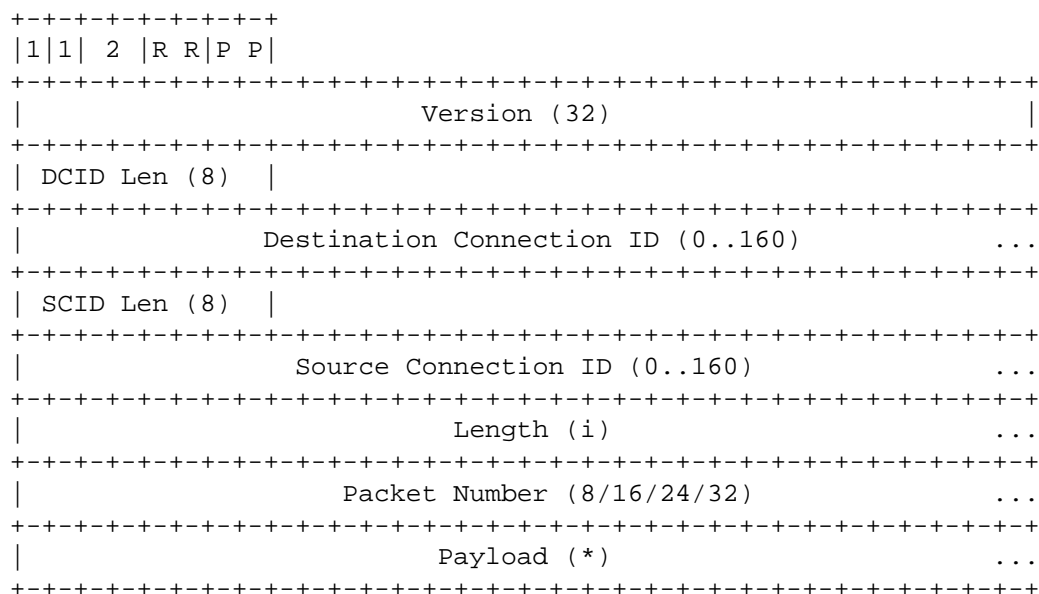 +-+-+-+-+-+-+-+-+
|1|1| 2 |R R|P P|
+-+-+-+-+-+-+-+-+-+-+-+-+-+-+-+-+-+-+-+-+-+-+-+-+-+-+-+-+-+-+-+-+
|                         Version (32)                          |
+-+-+-+-+-+-+-+-+-+-+-+-+-+-+-+-+-+-+-+-+-+-+-+-+-+-+-+-+-+-+-+-+
| DCID Len (8)  |
+-+-+-+-+-+-+-+-+-+-+-+-+-+-+-+-+-+-+-+-+-+-+-+-+-+-+-+-+-+-+-+-+
|               Destination Connection ID (0..160)            ...
+-+-+-+-+-+-+-+-+-+-+-+-+-+-+-+-+-+-+-+-+-+-+-+-+-+-+-+-+-+-+-+-+
| SCID Len (8)  |
+-+-+-+-+-+-+-+-+-+-+-+-+-+-+-+-+-+-+-+-+-+-+-+-+-+-+-+-+-+-+-+-+
|                 Source Connection ID (0..160)               ...
+-+-+-+-+-+-+-+-+-+-+-+-+-+-+-+-+-+-+-+-+-+-+-+-+-+-+-+-+-+-+-+-+
|                           Length (i)                        ...
+-+-+-+-+-+-+-+-+-+-+-+-+-+-+-+-+-+-+-+-+-+-+-+-+-+-+-+-+-+-+-+-+
|                    Packet Number (8/16/24/32)               ...
+-+-+-+-+-+-+-+-+-+-+-+-+-+-+-+-+-+-+-+-+-+-+-+-+-+-+-+-+-+-+-+-+
|                          Payload (*)                        ...
+-+-+-+-+-+-+-+-+-+-+-+-+-+-+-+-+-+-+-+-+-+-+-+-+-+-+-+-+-+-+-+-+